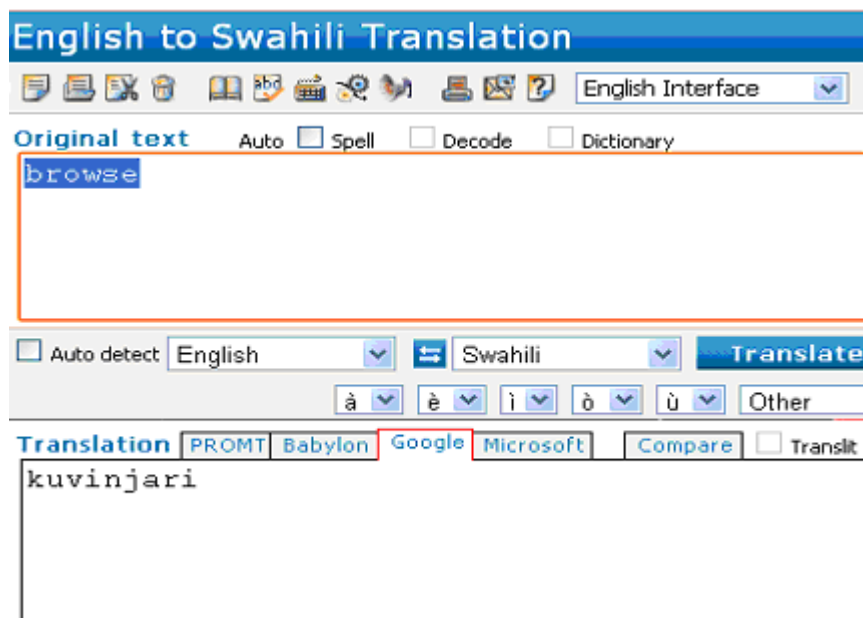 English to Swahili Translation
English Interface
Original text Auto Spell Decode Dictionary
browse
Auto detect English Swahili Translate
à è ì ò ù Other
Translation PROMT Babylon Google Microsoft Compare Translit
kuvinjari